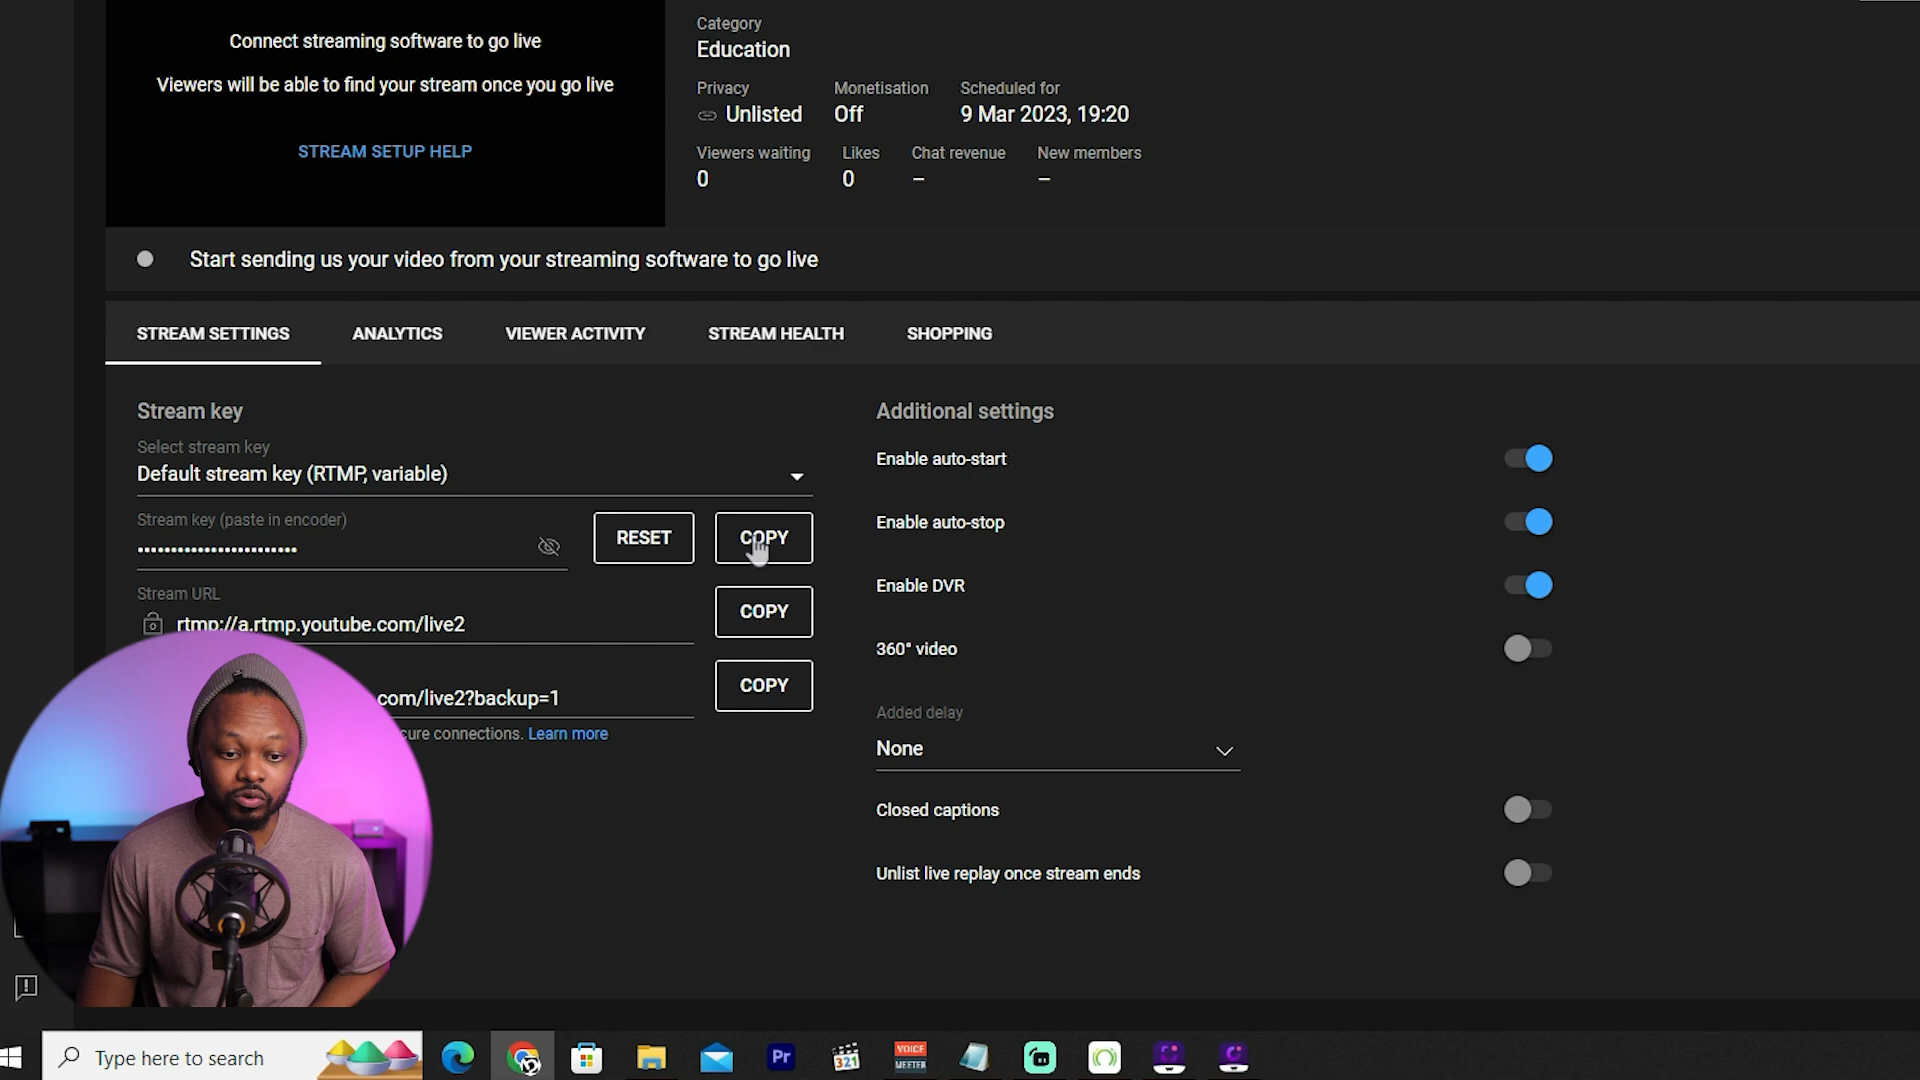 Connect streaming software to go live
Viewers will be able to find your stream once you go live
STREAM SETUP HELP
Category
Education
Privacy Monetisation Scheduled for
Unlisted Off 9 Mar 2023, 19:20
Viewers waiting Likes Chat revenue New members
0 0 – –
Start sending us your video from your streaming software to go live
STREAM SETTINGS ANALYTICS VIEWER ACTIVITY STREAM HEALTH SHOPPING
Stream key
Select stream key
Default stream key (RTMP, variable)
Stream key (paste in encoder)
••••••••••••••••••••••••
RESET COPY
Stream URL
rtmp://a.rtmp.youtube.com/live2
COPY
com/live2?backup=1
COPY
cure connections. Learn more
Additional settings
Enable auto-start
Enable auto-stop
Enable DVR
360° video
Added delay
None
Closed captions
Unlist live replay once stream ends
Type here to search
Pr
321
VOICE
MEETER